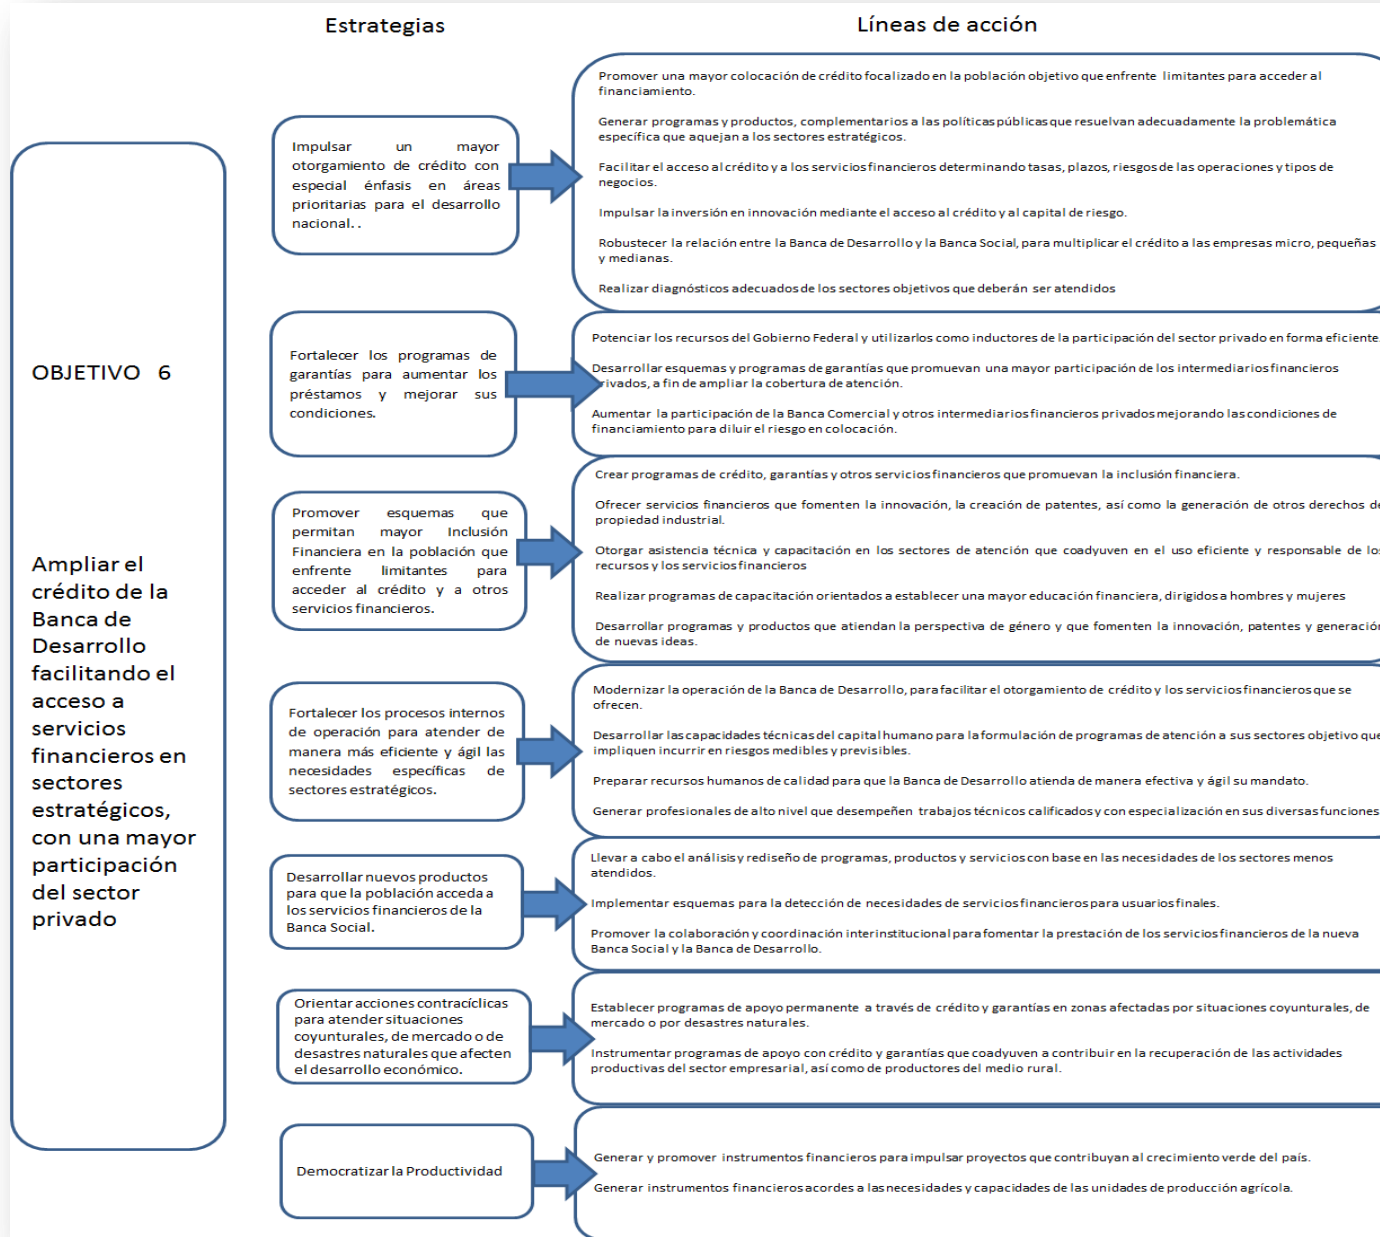 Estrategias
Líneas de acción
OBJETIVO 6
Ampliar el
crédito de la
Banca de
Desarrollo
facilitando el
acceso a
servicios
financieros en
sectores
estratégicos,
con una mayor
participación
del sector
privado
Impulsar un mayor
otorgamiento de crédito con
especial énfasis en áreas
prioritarias para el desarrollo
nacional. .
Promover una mayor colocación de crédito focalizado en la población objetivo que enfrente limitantes para acceder al
financiamiento.
Generar programas y productos, complementarios a las políticas públicas que resuelvan adecuadamente la problemática
específica que aquejan a los sectores estratégicos.
Facilitar el acceso al crédito y a los servicios financieros determinando tasas, plazos, riesgos de las operaciones y tipos de
negocios.
Impulsar la inversión en innovación mediante el acceso al crédito y al capital de riesgo.
Robustecer la relación entre la Banca de Desarrollo y la Banca Social, para multiplicar el crédito a las empresas micro, pequeñas
y medianas.
Realizar diagnósticos adecuados de los sectores objetivos que deberán ser atendidos
Fortalecer los programas de
garantías para aumentar los
préstamos y mejorar sus
condiciones.
Potenciar los recursos del Gobierno Federal y utilizarlos como inductores de la participación del sector privado en forma eficiente.
Desarrollar esquemas y programas de garantías que promuevan una mayor participación de los intermediarios financieros
privados, a fin de ampliar la cobertura de atención.
Aumentar la participación de la Banca Comercial y otros intermediarios financieros privados mejorando las condiciones de
financiamiento para diluir el riesgo en colocación.
Promover esquemas que
permitan mayor Inclusión
Financiera en la población que
enfrente limitantes para
acceder al crédito y a otros
servicios financieros.
Crear programas de crédito, garantías y otros servicios financieros que promuevan la inclusión financiera.
Ofrecer servicios financieros que fomenten la innovación, la creación de patentes, así como la generación de otros derechos de
propiedad industrial.
Otorgar asistencia técnica y capacitación en los sectores de atención que coadyuven en el uso eficiente y responsable de los
recursos y los servicios financieros
Realizar programas de capacitación orientados a establecer una mayor educación financiera, dirigidos a hombres y mujeres
Desarrollar programas y productos que atiendan la perspectiva de género y que fomenten la innovación, patentes y generación
de nuevas ideas.
Fortalecer los procesos internos
de operación para atender de
manera más eficiente y ágil las
necesidades específicas de
sectores estratégicos.
Modernizar la operación de la Banca de Desarrollo, para facilitar el otorgamiento de crédito y los servicios financieros que se
ofrecen.
Desarrollar las capacidades técnicas del capital humano para la formulación de programas de atención a sus sectores objetivo que
impliquen incurrir en riesgos medibles y previsibles.
Preparar recursos humanos de calidad para que la Banca de Desarrollo atienda de manera efectiva y ágil su mandato.
Generar profesionales de alto nivel que desempeñen trabajos técnicos calificados y con especialización en sus diversas funciones
Desarrollar nuevos productos
para que la población acceda a
los servicios financieros de la
Banca Social.
Llevar a cabo el análisis y rediseño de programas, productos y servicios con base en las necesidades de los sectores menos
atendidos.
Implementar esquemas para la detección de necesidades de servicios financieros para usuarios finales.
Promover la colaboración y coordinación interinstitucional para fomentar la prestación de los servicios financieros de la nueva
Banca Social y la Banca de Desarrollo.
Orientar acciones contracíclicas
para atender situaciones
coyunturales, de mercado o de
desastres naturales que afecten
el desarrollo económico.
Establecer programas de apoyo permanente a través de crédito y garantías en zonas afectadas por situaciones coyunturales, de
mercado o por desastres naturales.
Instrumentar programas de apoyo con crédito y garantías que coadyuven a contribuir en la recuperación de las actividades
productivas del sector empresarial, así como de productores del medio rural.
Democratizar la Productividad
Generar y promover instrumentos financieros para impulsar proyectos que contribuyan al crecimiento verde del país.
Generar instrumentos financieros acordes a las necesidades y capacidades de las unidades de producción agrícola.